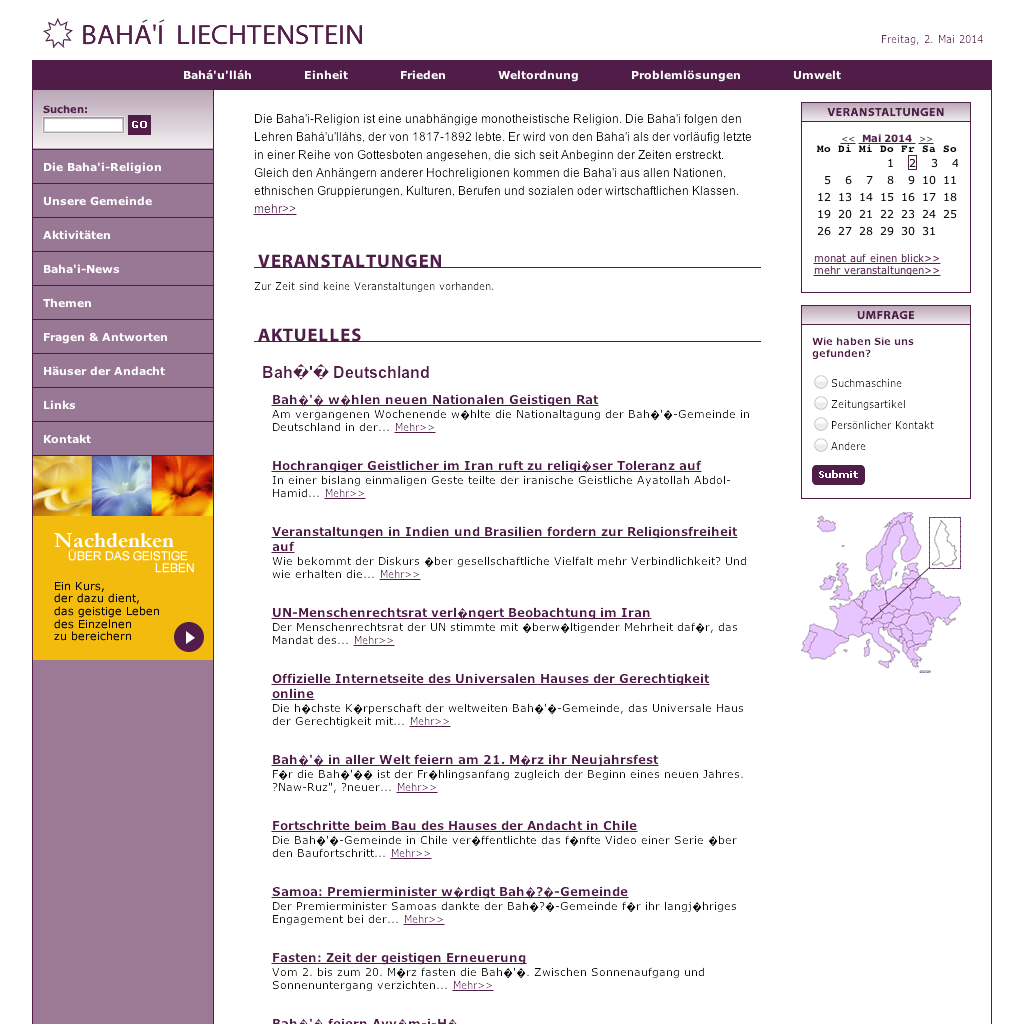 BAHÁ'Í LIECHTENSTEIN
Freitag, 2. Mai 2014
Bahá'u'lláh Einheit Frieden Weltordnung Problemlösungen Umwelt
Suchen:
GO
Die Baha'i-Religion
Unsere Gemeinde
Aktivitäten
Baha'i-News
Themen
Fragen & Antworten
Häuser der Andacht
Links
Kontakt
Nachdenken
ÜBER DAS GEISTIGE
LEBEN
Ein Kurs,
der dazu dient,
das geistige Leben
des Einzelnen
zu bereichern
Die Baha'i-Religion ist eine unabhängige monotheistische Religion. Die Baha'i folgen den
Lehren Bahá'u'lláhs, der von 1817-1892 lebte. Er wird von den Baha'i als der vorläufig letzte
in einer Reihe von Gottesboten angesehen, die sich seit Anbeginn der Zeiten erstreckt.
Gleich den Anhängern anderer Hochreligionen kommen die Baha'i aus allen Nationen,
ethnischen Gruppierungen, Kulturen, Berufen und sozialen oder wirtschaftlichen Klassen.
mehr>>
VERANSTALTUNGEN
Zur Zeit sind keine Veranstaltungen vorhanden.
AKTUELLES
Bah�'� Deutschland
Bah�'� w�hlen neuen Nationalen Geistigen Rat
Am vergangenen Wochenende w�hlte die Nationaltagung der Bah�'�-Gemeinde in
Deutschland in der... Mehr>>
Hochrangiger Geistlicher im Iran ruft zu religi�ser Toleranz auf
In einer bislang einmaligen Geste teilte der iranische Geistliche Ayatollah Abdol-
Hamid... Mehr>>
Veranstaltungen in Indien und Brasilien fordern zur Religionsfreiheit
auf
Wie bekommt der Diskurs �ber gesellschaftliche Vielfalt mehr Verbindlichkeit? Und
wie erhalten die... Mehr>>
UN-Menschenrechtsrat verl�ngert Beobachtung im Iran
Der Menschenrechtsrat der UN stimmte mit �berw�ltigender Mehrheit daf�r, das
Mandat des... Mehr>>
Offizielle Internetseite des Universalen Hauses der Gerechtigkeit
online
Die h�chste K�rperschaft der weltweiten Bah�'�-Gemeinde, das Universale Haus
der Gerechtigkeit mit... Mehr>>
Bah�'� in aller Welt feiern am 21. M�rz ihr Neujahrsfest
F�r die Bah�'�� ist der Fr�hlingsanfang zugleich der Beginn eines neuen Jahres.
?Naw-Ruz", ?neuer... Mehr>>
Fortschritte beim Bau des Hauses der Andacht in Chile
Die Bah�'�-Gemeinde in Chile ver�ffentlichte das f�nfte Video einer Serie �ber
den Baufortschritt... Mehr>>
Samoa: Premierminister w�rdigt Bah�?�-Gemeinde
Der Premierminister Samoas dankte der Bah�?�-Gemeinde f�r ihr langj�hriges
Engagement bei der... Mehr>>
Fasten: Zeit der geistigen Erneuerung
Vom 2. bis zum 20. M�rz fasten die Bah�'�. Zwischen Sonnenaufgang und
Sonnenuntergang verzichten... Mehr>>
Bah�'� feiern Ayy�m-i-H�
VERANSTALTUNGEN
<< Mai 2014 >>
Mo Di Mi Do Fr Sa So
1 2 3 4
5 6 7 8 9 10 11
12 13 14 15 16 17 18
19 20 21 22 23 24 25
26 27 28 29 30 31
monat auf einen blick>>
mehr veranstaltungen>>
UMFRAGE
Wie haben Sie uns
gefunden?
Suchmaschine
Zeitungsartikel
Persönlicher Kontakt
Andere
Submit